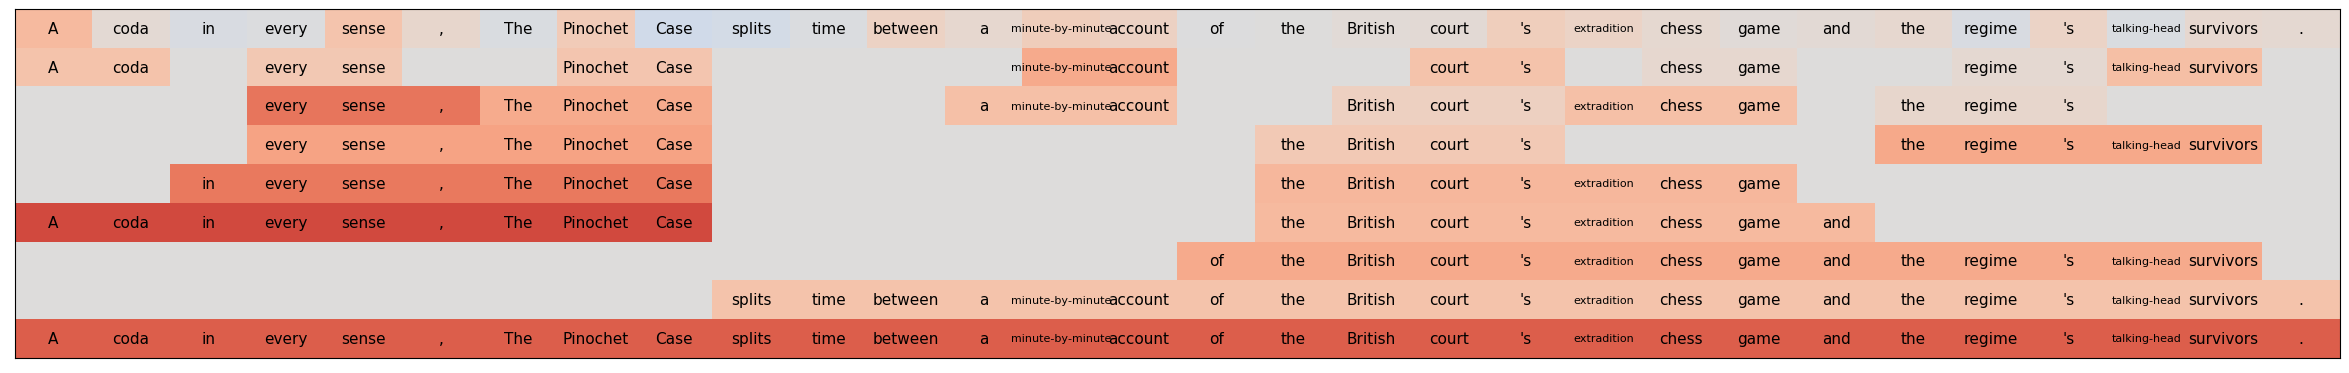 A coda in every sense , The Pinochet Case splits time between a minute-by-minute account of the British court 's extradition chess game and the regime 's talking-head survivors .
A coda every sense Pinochet Case minute-by-minute account court 's chess game regime 's talking-head survivors
every sense , The Pinochet Case a minute-by-minute account British court 's extradition chess game the regime 's
every sense , The Pinochet Case the British court 's the regime 's talking-head survivors
in every sense , The Pinochet Case the British court 's extradition chess game
A coda in every sense , The Pinochet Case the British court 's extradition chess game and
of the British court 's extradition chess game and the regime 's talking-head survivors
splits time between a minute-by-minute account of the British court 's extradition chess game and the regime 's talking-head survivors .
A coda in every sense , The Pinochet Case splits time between a minute-by-minute account of the British court 's extradition chess game and the regime 's talking-head survivors .